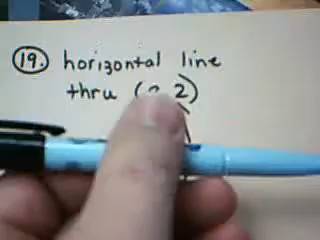 19. horizontal line
thru ( 2)